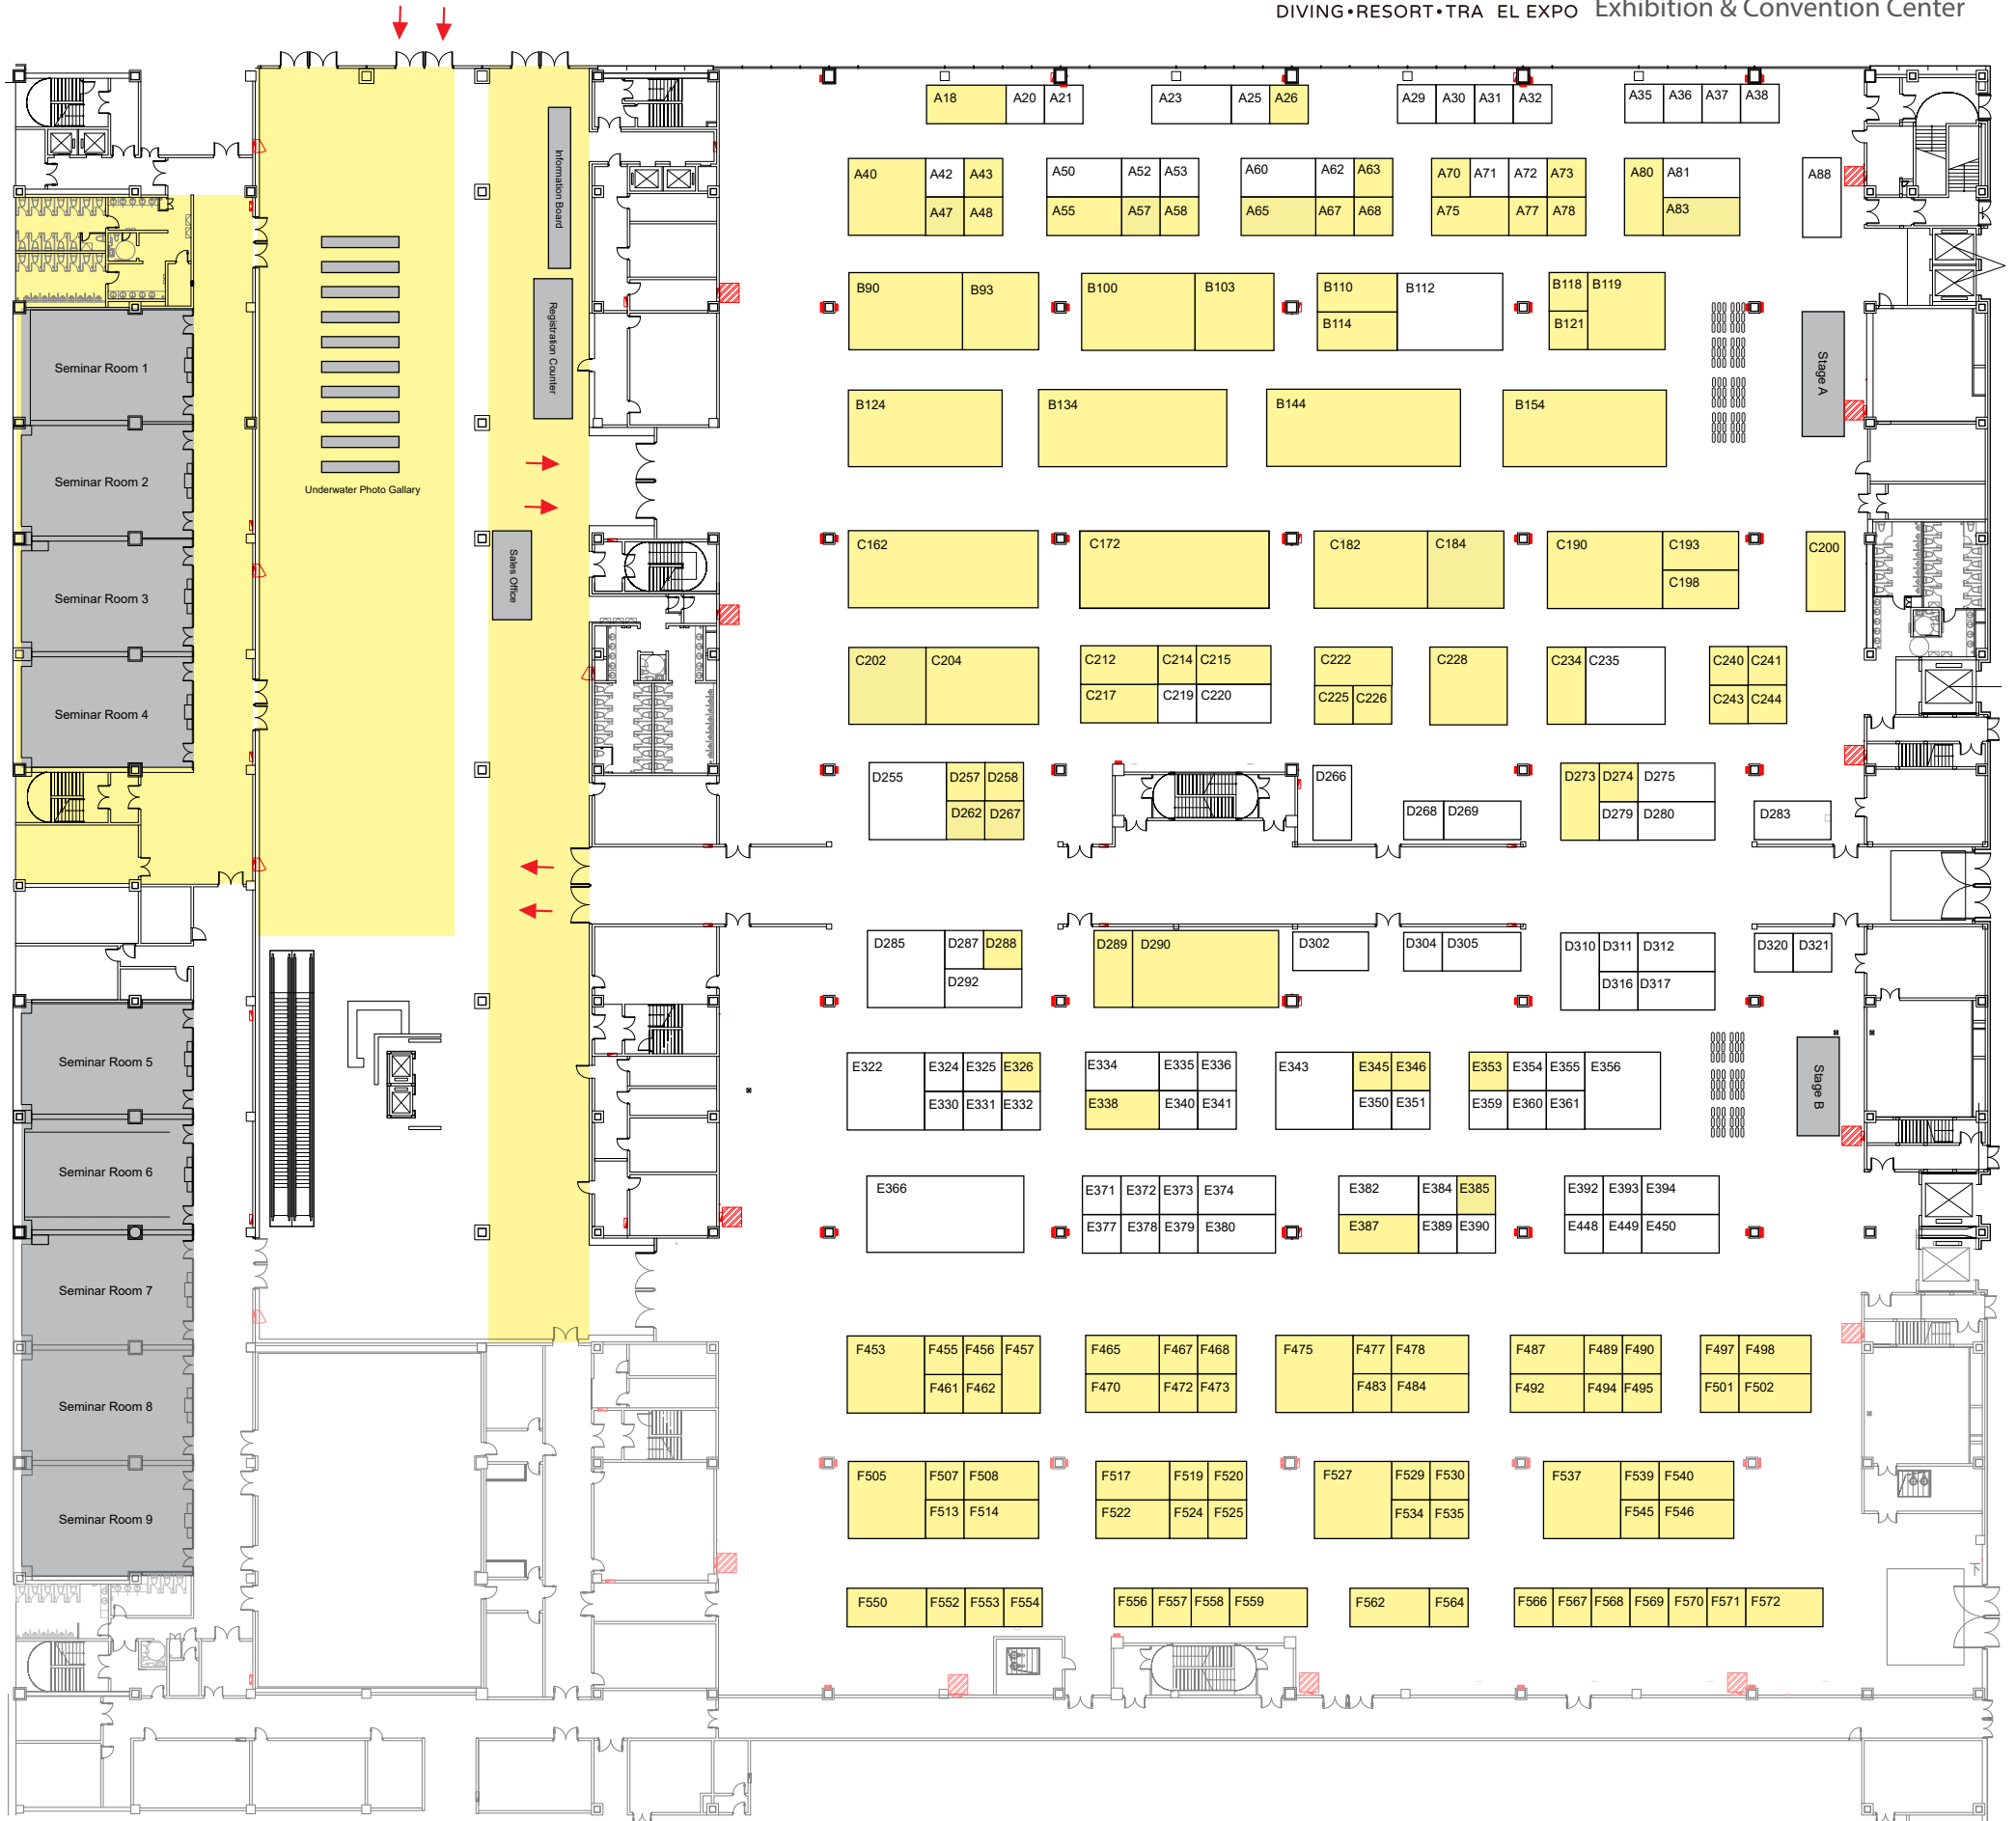 DIVING•RESORT•TRA EL EXPO Exhibition & Convention Center
A18 A20 A21 A23 A25 A26 A29 A30 A31 A32 A35 A36 A37 A38
Information Board
A40 A42 A43 A50 A52 A53 A60 A62 A63 A70 A71 A72 A73 A80 A81 A88
A47 A48 A55 A57 A58 A65 A67 A68 A75 A77 A78 A83
B90 B93 B100 B103 B110 B112 B118 B119
B114 B121
Registration Counter
Stage A
Seminar Room 1
B124 B134 B144 B154
Seminar Room 2
Underwater Photo Gallary
C162 C172 C182 C184 C190 C193 C200
C198
Sales Office
Seminar Room 3
C202 C204 C212 C214 C215 C222 C228 C234 C235 C240 C241
C217 C219 C220 C225 C226 C243 C244
Seminar Room 4
D255 D257 D258 D266 D273 D274 D275
D262 D267 D268 D269 D279 D280 D283
D285 D287 D288 D289 D290 D302 D304 D305 D310 D311 D312 D320 D321
D292 D316 D317
Seminar Room 5
E322 E324 E325 E326 E334 E335 E336 E343 E345 E346 E353 E354 E355 E356
E330 E331 E332 E338 E340 E341 E350 E351 E359 E360 E361
Stage B
Seminar Room 6
E366 E371 E372 E373 E374 E382 E384 E385 E392 E393 E394
E377 E378 E379 E380 E387 E389 E390 E448 E449 E450
Seminar Room 7
F453 F455 F456 F457 F465 F467 F468 F475 F477 F478 F487 F489 F490 F497 F498
F461 F462 F470 F472 F473 F483 F484 F492 F494 F495 F501 F502
Seminar Room 8
F505 F507 F508 F517 F519 F520 F527 F529 F530 F537 F539 F540
F513 F514 F522 F524 F525 F534 F535 F545 F546
Seminar Room 9
F550 F552 F553 F554 F556 F557 F558 F559 F562 F564 F566 F567 F568 F569 F570 F571 F572